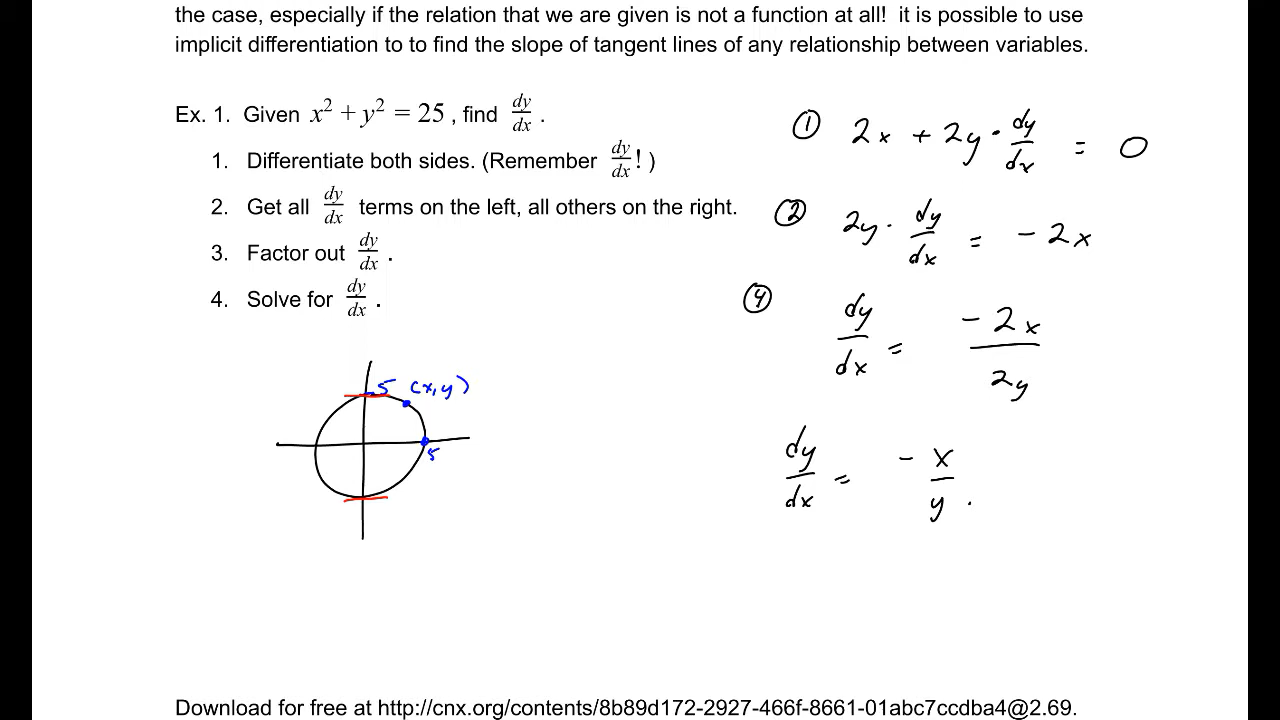 the case, especially if the relation that we are given is not a function at all!  it is possible to use
implicit differentiation to to find the slope of tangent lines of any relationship between variables.
Ex. 1.  Given x² + y² = 25 , find dy/dx .
1.  Differentiate both sides. (Remember dy/dx! )
2.  Get all dy/dx terms on the left, all others on the right.
3.  Factor out dy/dx .
4.  Solve for dy/dx .
5 (x,y)
5
① 2x + 2y · dy/dx = 0
② 2y · dy/dx = - 2x
④ dy/dx = - 2x / 2y
dy/dx = - x/y .
Download for free at http://cnx.org/contents/8b89d172-2927-466f-8661-01abc7ccdba4@2.69.